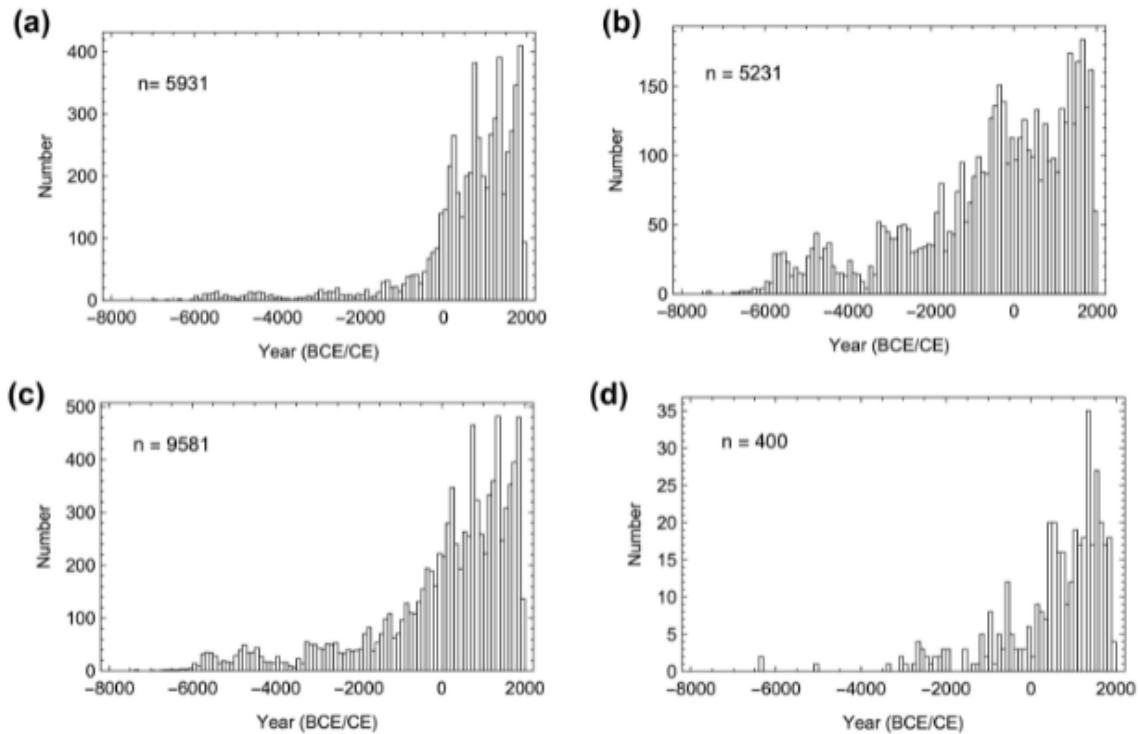 (a)
400
300
200
100
0
Number
n= 5931
−8000 −6000 −4000 −2000 0 2000
Year (BCE/CE)
(b)
150
100
50
0
Number
n = 5231
−8000 −6000 −4000 −2000 0 2000
Year (BCE/CE)
(c)
500
400
300
200
100
0
Number
n = 9581
−8000 −6000 −4000 −2000 0 2000
Year (BCE/CE)
(d)
35
30
25
20
15
10
5
0
Number
n = 400
−8000 −6000 −4000 −2000 0 2000
Year (BCE/CE)